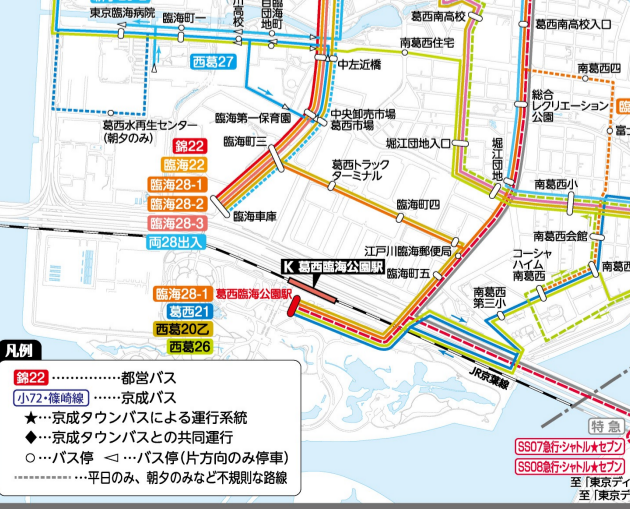 東京臨海病院
臨海町一
川高校
臨海町
団地
西葛27
中左近橋
葛西南高校
葛西南高校入口
南葛西住宅
南葛西四
総合
レクリエーション
公園
葛西水再生センター
(朝夕のみ)
臨海第一保育園
中央卸売市場
葛西市場
臨海町三
堀江団地入口
堀江団地
葛西トラック
ターミナル
錦22
臨海22
臨海28-1
臨海28-2
臨海28-3
両28出入
臨海車庫
臨海町四
南葛西小
南葛西会館
江戸川臨海郵便局
臨海町五
コーシャ
ハイム
南葛西
南葛西
第三小
南葛西
K 葛西臨海公園駅
臨海28-1
葛西臨海公園駅
葛西21
西葛20乙
西葛26
JR京葉線
凡例
錦22 ……………都営バス
小72・篠崎線 ……京成バス
★…京成タウンバスによる運行系統
◆…京成タウンバスとの共同運行
○…バス停 ◁…バス停(片方向のみ停車)
…平日のみ、朝夕のみなど不規則な路線
特急
SS07急行・シャトル★セブン
SS08急行・シャトル★セブン
至「東京ディ
至「東京デ